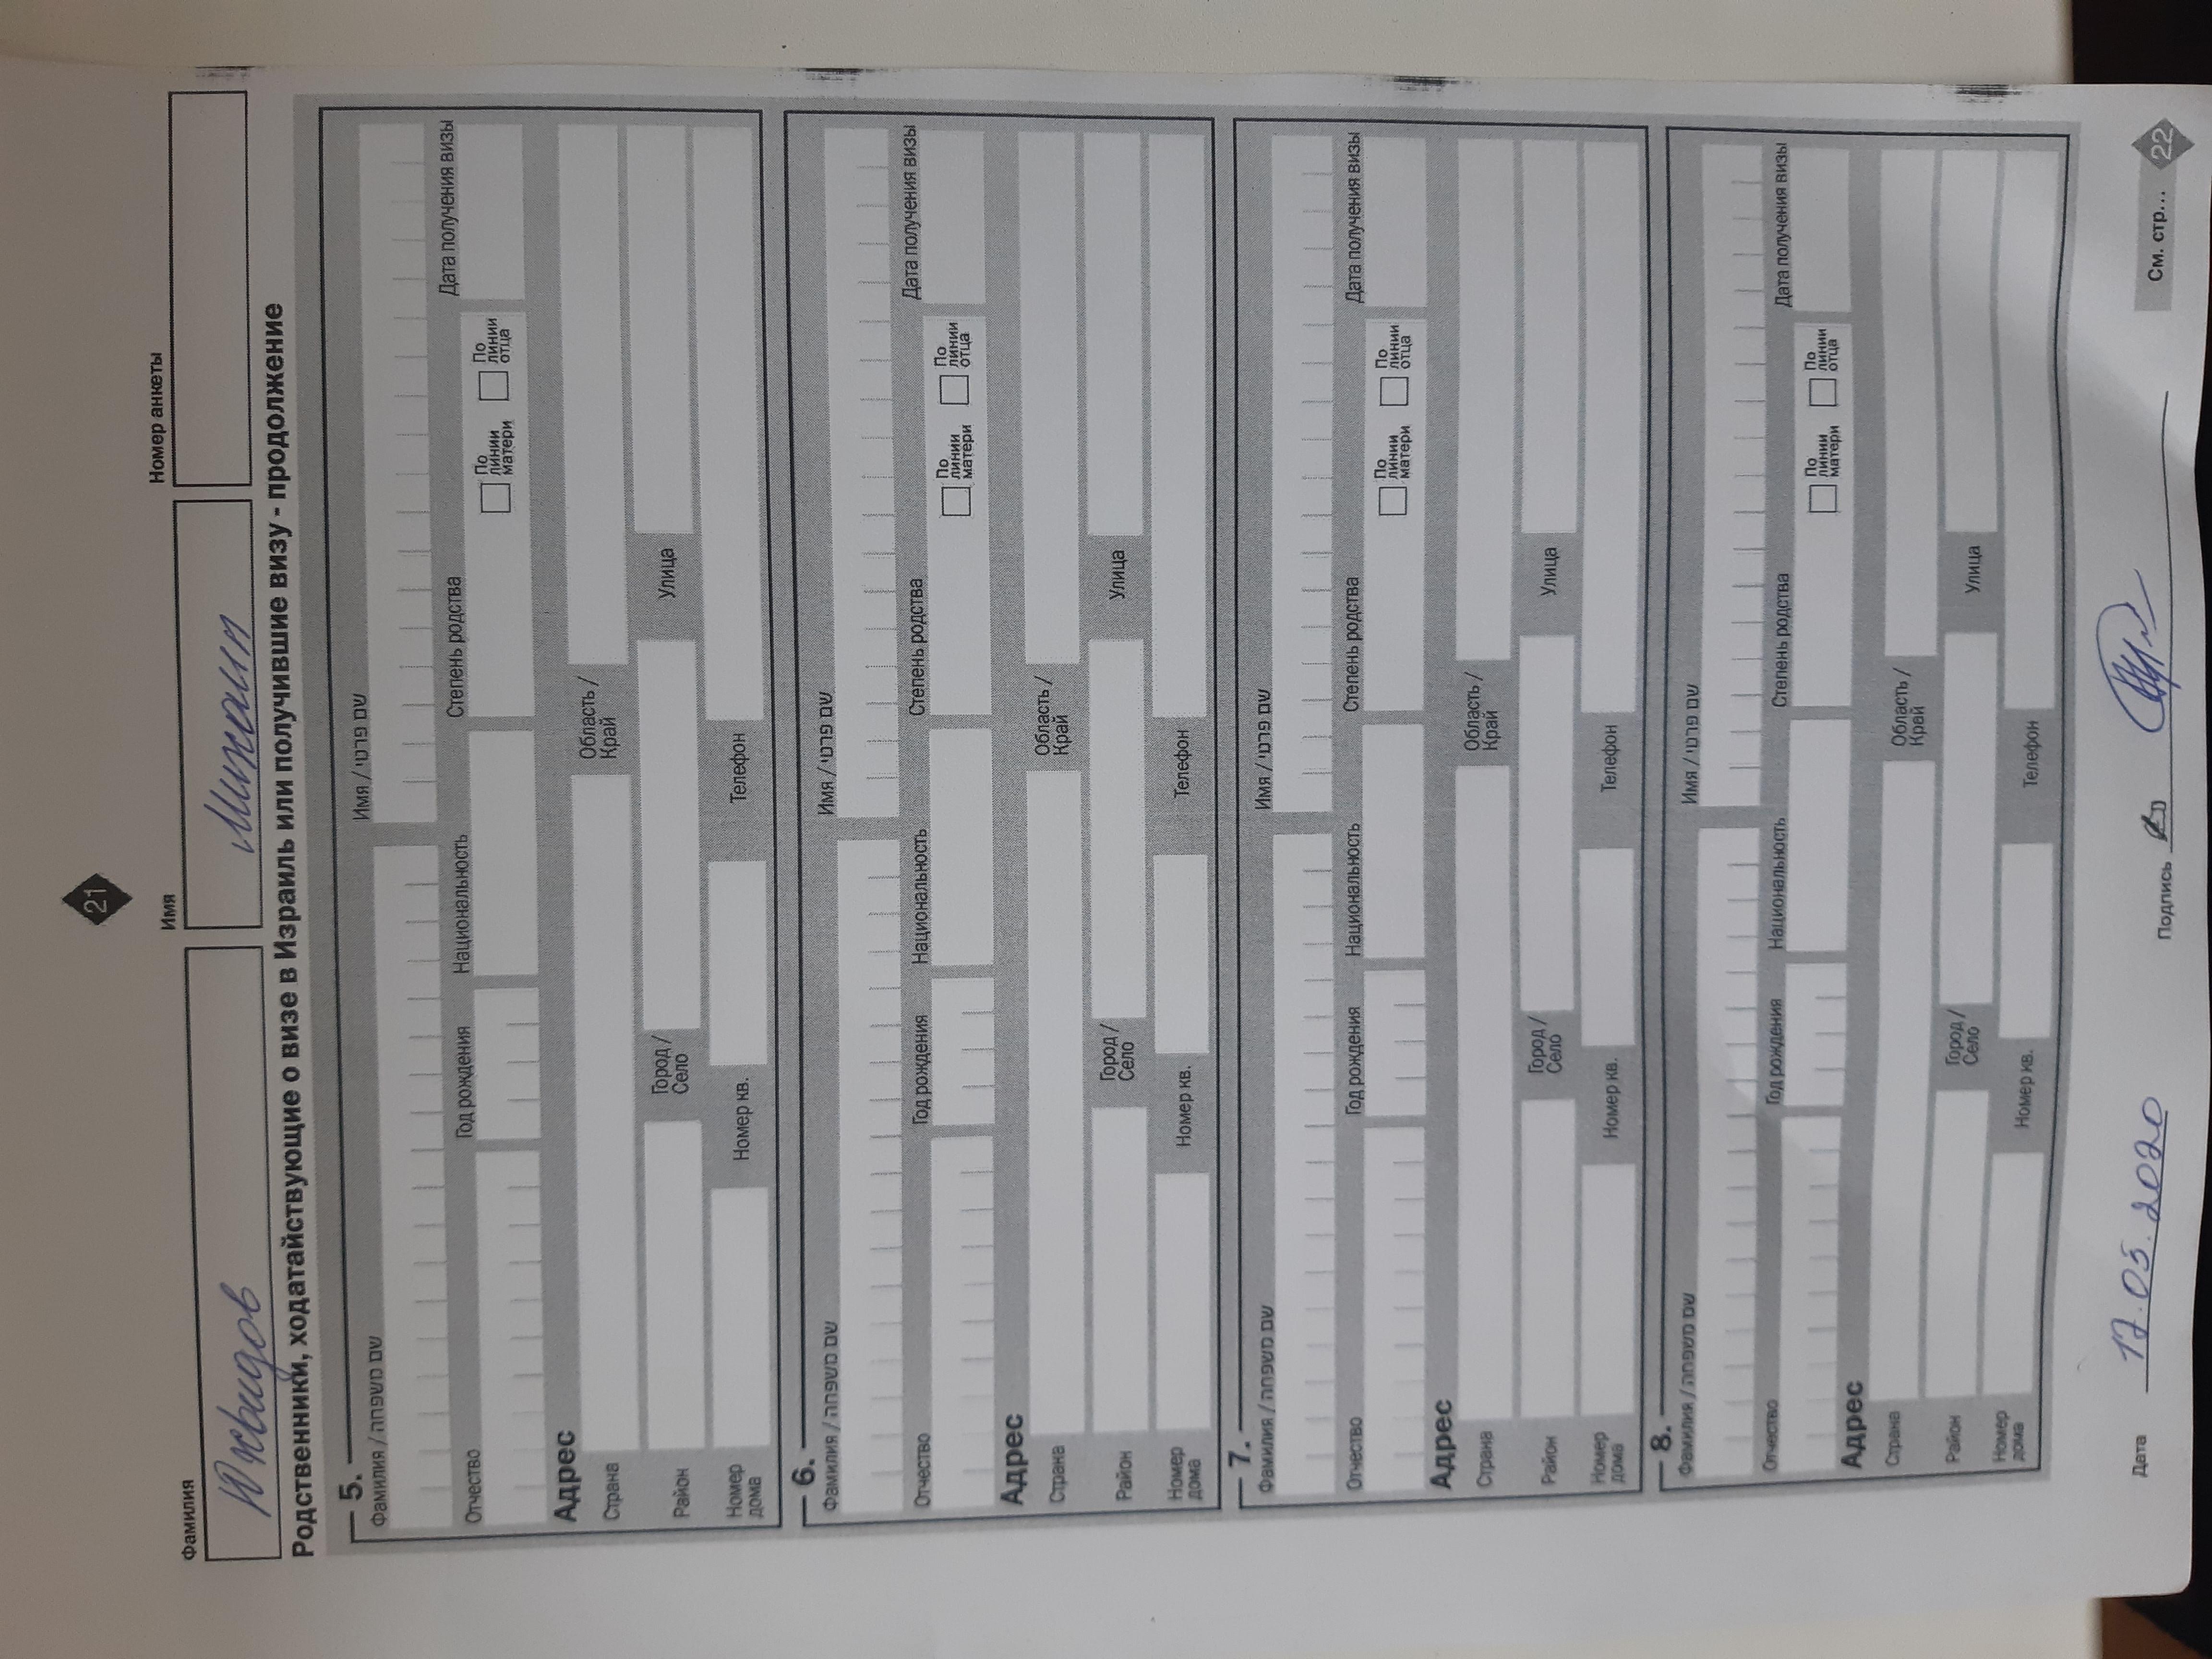 21
Фамилия Имя Номер анкеты
Юхвидов Михаил
Родственники, ходатайствующие о визе в Израиль или получившие визу - продолжение
5.
Фамилия / שם משפחה Имя / שם פרטי
Отчество Год рождения Национальность Степень родства По линии матери По линии отца Дата получения визы
Адрес
Страна Область / Край
Район Город / Село Улица
Номер дома Номер кв. Телефон
6.
Фамилия / שם משפחה Имя / שם פרטי
Отчество Год рождения Национальность Степень родства По линии матери По линии отца Дата получения визы
Адрес
Страна Область / Край
Район Город / Село Улица
Номер дома Номер кв. Телефон
7.
Фамилия / שם משפחה Имя / שם פרטי
Отчество Год рождения Национальность Степень родства По линии матери По линии отца Дата получения визы
Адрес
Страна Область / Край
Район Город / Село Улица
Номер дома Номер кв. Телефон
8.
Фамилия / שם משפחה Имя / שם פרטי
Отчество Год рождения Национальность Степень родства По линии матери По линии отца Дата получения визы
Адрес
Страна Область / Край
Район Город / Село Улица
Номер дома Номер кв. Телефон
Дата 17.05.2020 Подпись См. стр... 22